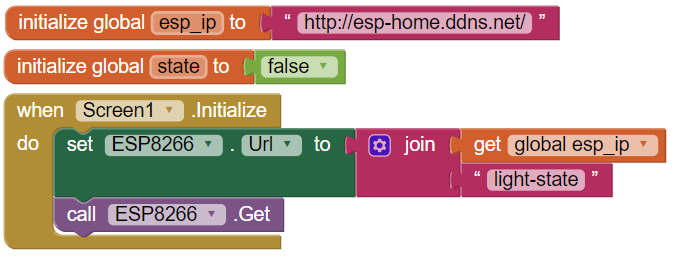 initialize global esp_ip to “ http://esp-home.ddns.net/ ”
initialize global state to false
when Screen1 .Initialize
do set ESP8266 . Url to join get global esp_ip
“ light-state ”
call ESP8266 .Get